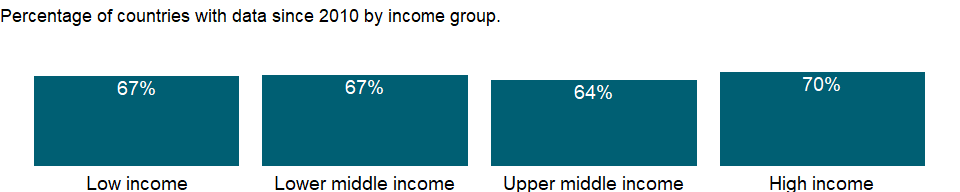 Percentage of countries with data since 2010 by income group.
67% 67% 64% 70%
Low income Lower middle income Upper middle income High income